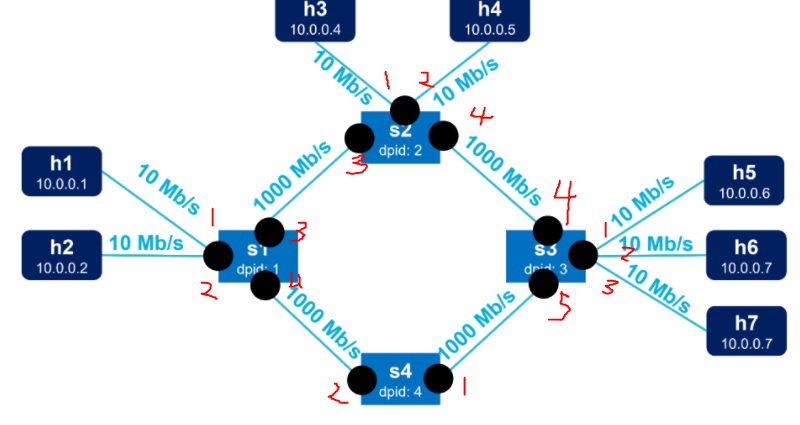 h3
10.0.0.4
h4
10.0.0.5
10 Mb/s
1
2
10 Mb/s
s2
dpid: 2
3
4
1000 Mb/s
1000 Mb/s
h1
10.0.0.1
10 Mb/s
h2
10.0.0.2
10 Mb/s
1
2
s1
dpid: 1
3
4
4
s3
dpid: 3
1
2
3
5
10 Mb/s
h5
10.0.0.6
10 Mb/s
h6
10.0.0.7
10 Mb/s
h7
10.0.0.7
1000 Mb/s
1000 Mb/s
2
s4
dpid: 4
1